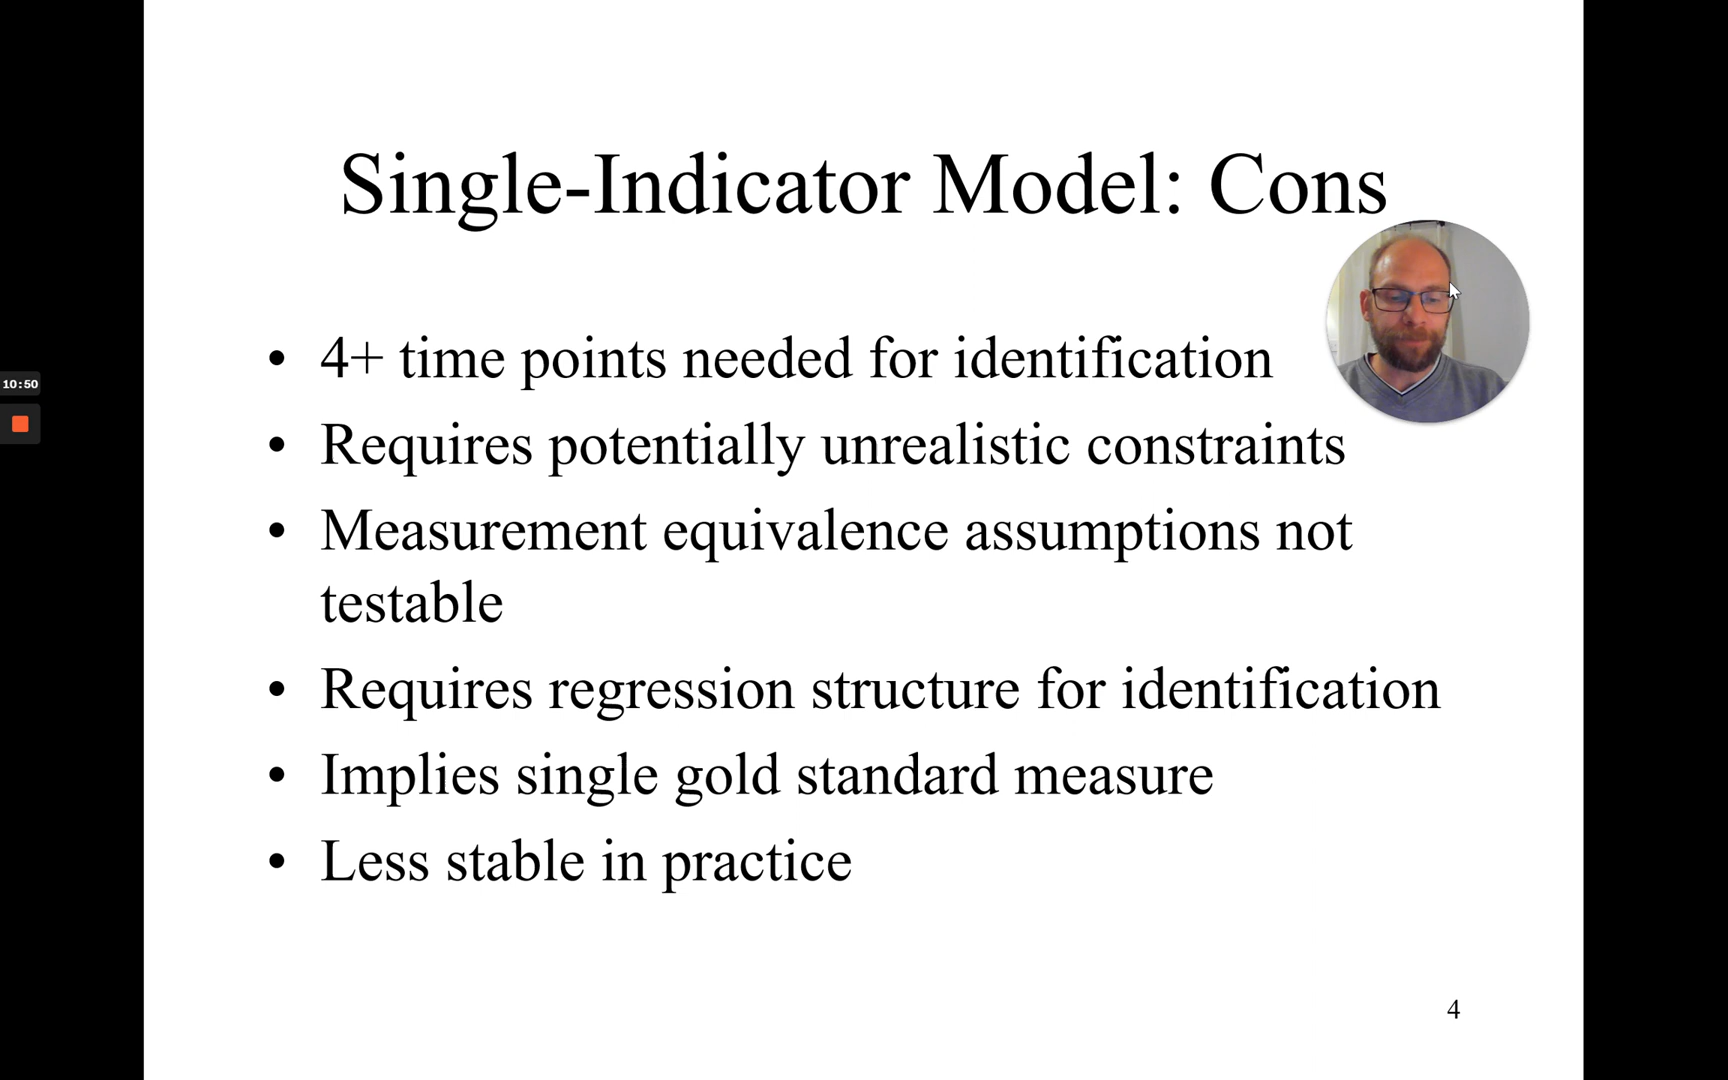 Single-Indicator Model: Cons
• 4+ time points needed for identification
• Requires potentially unrealistic constraints
• Measurement equivalence assumptions not
testable
• Requires regression structure for identification
• Implies single gold standard measure
• Less stable in practice
10:50
4